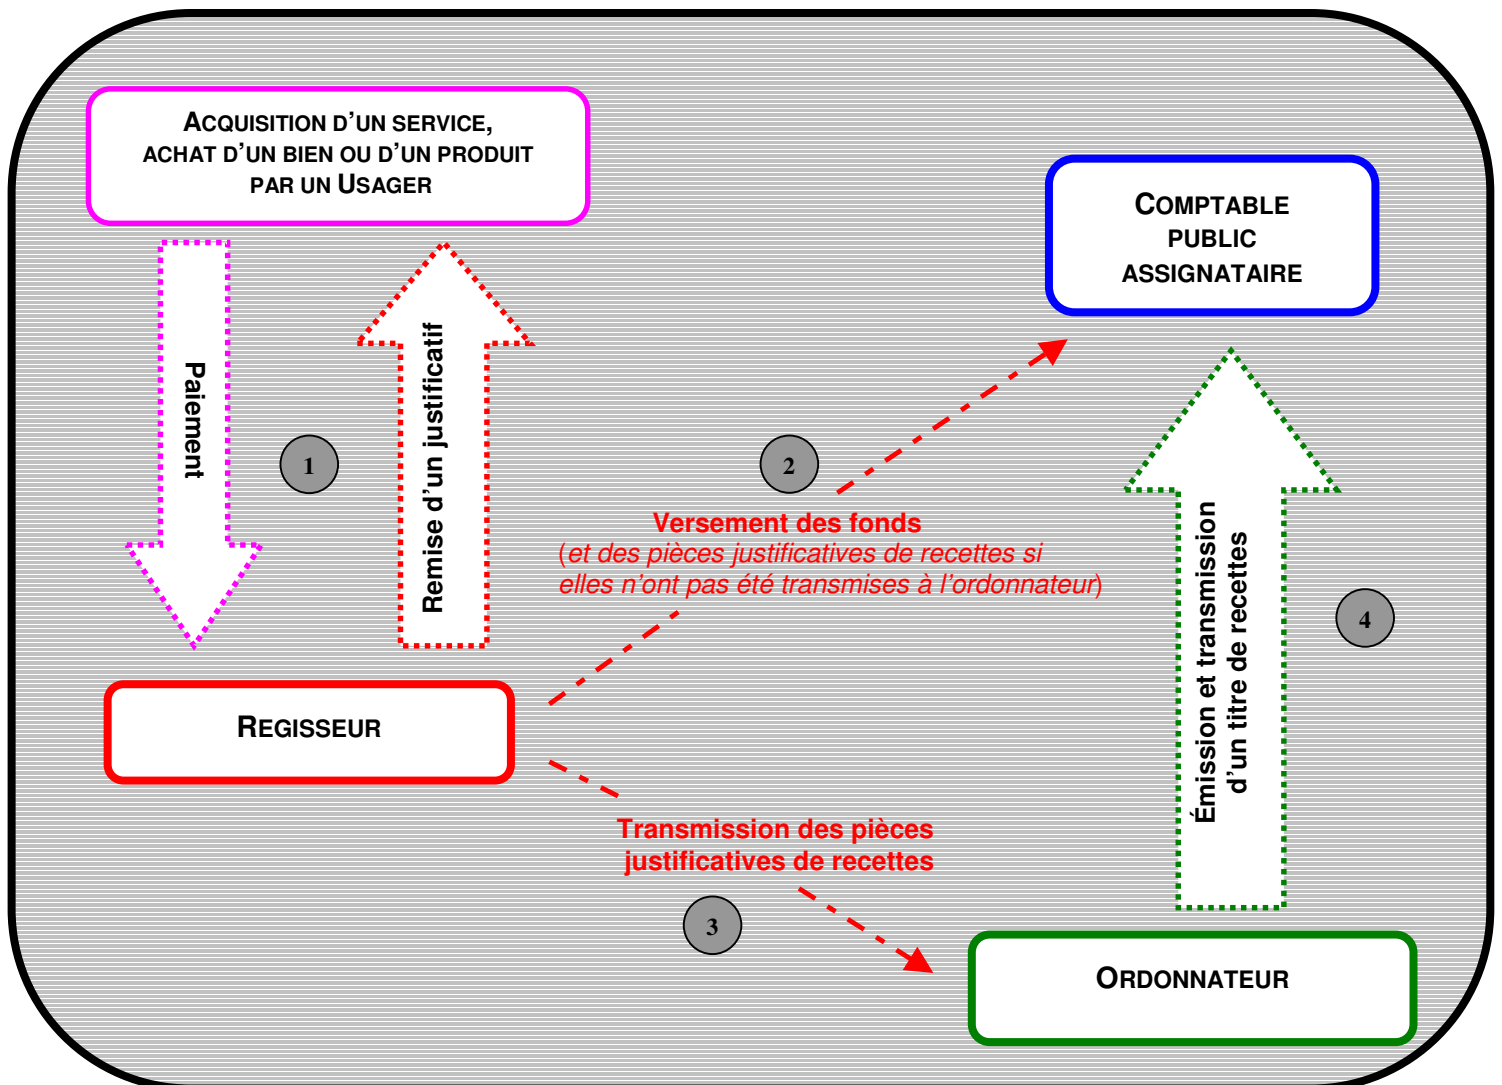 ACQUISITION D’UN SERVICE,
ACHAT D’UN BIEN OU D’UN PRODUIT
PAR UN USAGER
COMPTABLE
PUBLIC
ASSIGNATAIRE
Paiement
1
Remise d’un justificatif
2
Versement des fonds
(et des pièces justificatives de recettes si
elles n’ont pas été transmises à l’ordonnateur)
Émission et transmission
d’un titre de recettes
4
REGISSEUR
Transmission des pièces
justificatives de recettes
3
ORDONNATEUR